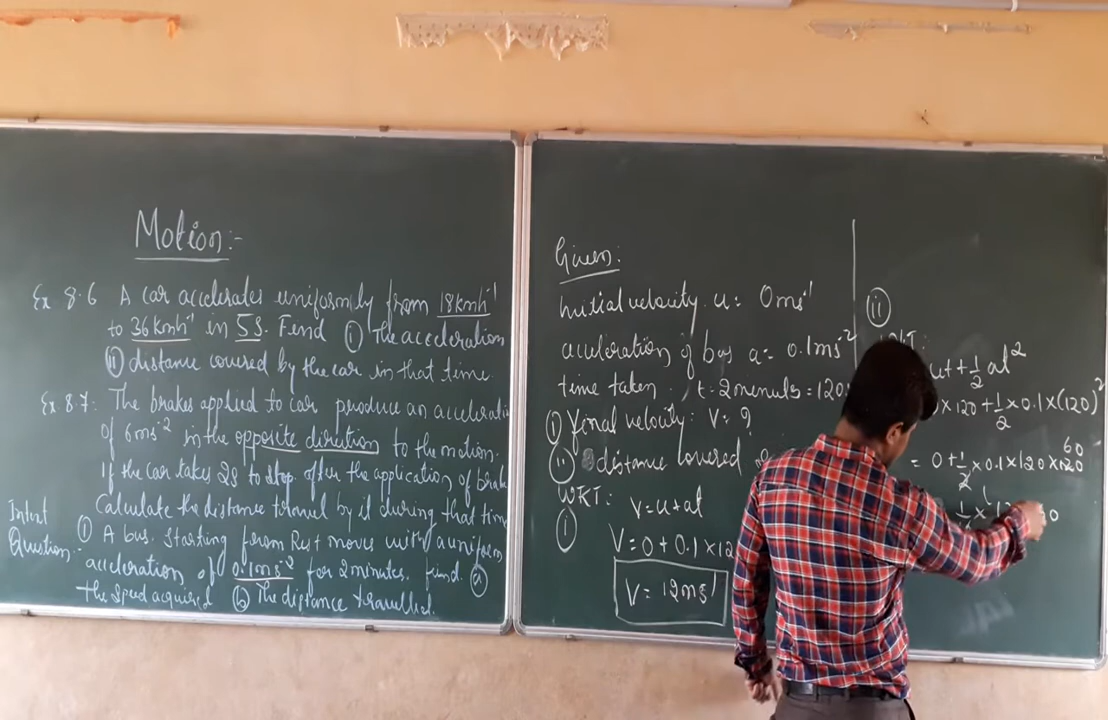 Motion:-
Ex 8.6 A car accelerates uniformly from 18kmh⁻¹
to 36kmh⁻¹ in 5s. Find (i) The acceleration
(ii) distance covered by the car in that time.
Ex 8.7: The brakes applied to car produce an accelerati
of 6ms⁻² in the opposite direction to the motion.
If the car takes 2s to stop after the application of brake
Calculate the distance travel by it during that time
Intext
Question:
(1) A bus starting from Rest moves with a uniform
acceleration of 0.1ms⁻² for 2minutes. find. (a)
the speed acquired (b) The distance travelled.
Given:
Initial velocity. u = 0ms⁻¹
acceleration of bus a = 0.1ms⁻²
time taken, t = 2minutes = 120
(i) Final velocity: V = ?
(ii) distance covered
WKT:
(i) V = u + at
V = 0 + 0.1 × 12
V = 12ms⁻¹
(ii)
ut + ½ at²
× 120 + ½ × 0.1 × (120)²
= 0 + ½ × 0.1 × 120 × 120 60